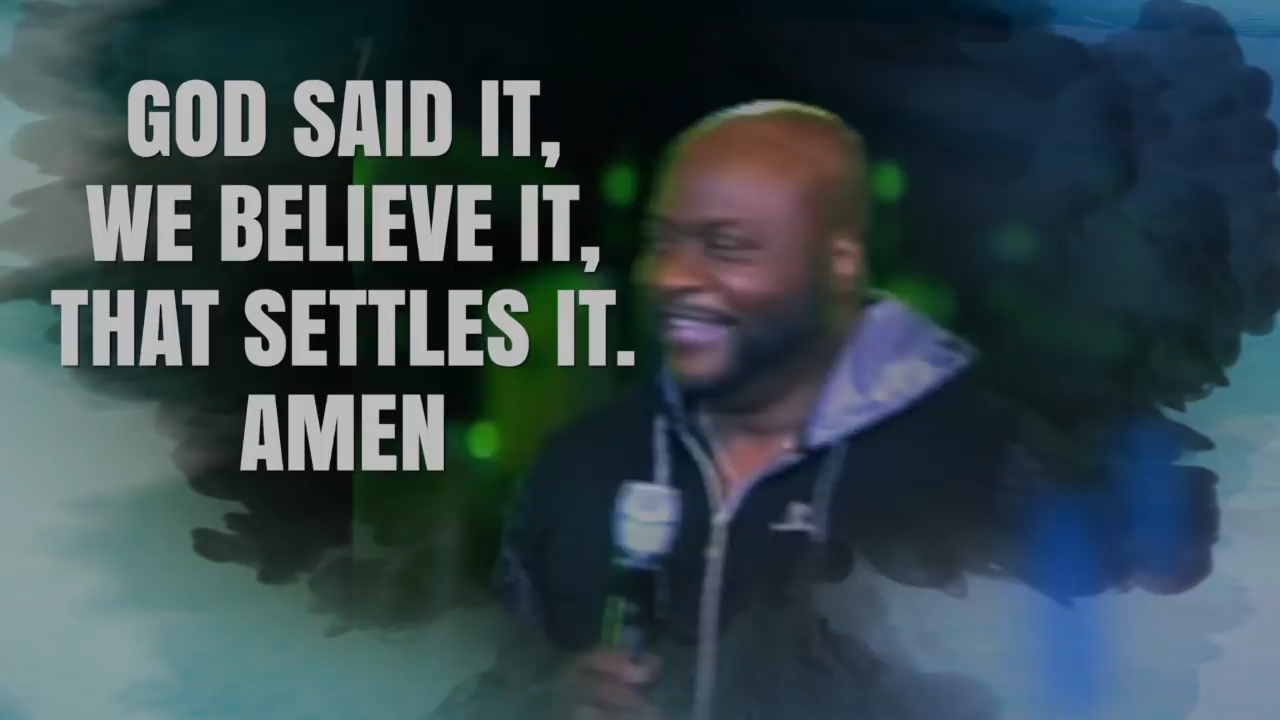 GOD SAID IT,
WE BELIEVE IT,
THAT SETTLES IT.
AMEN